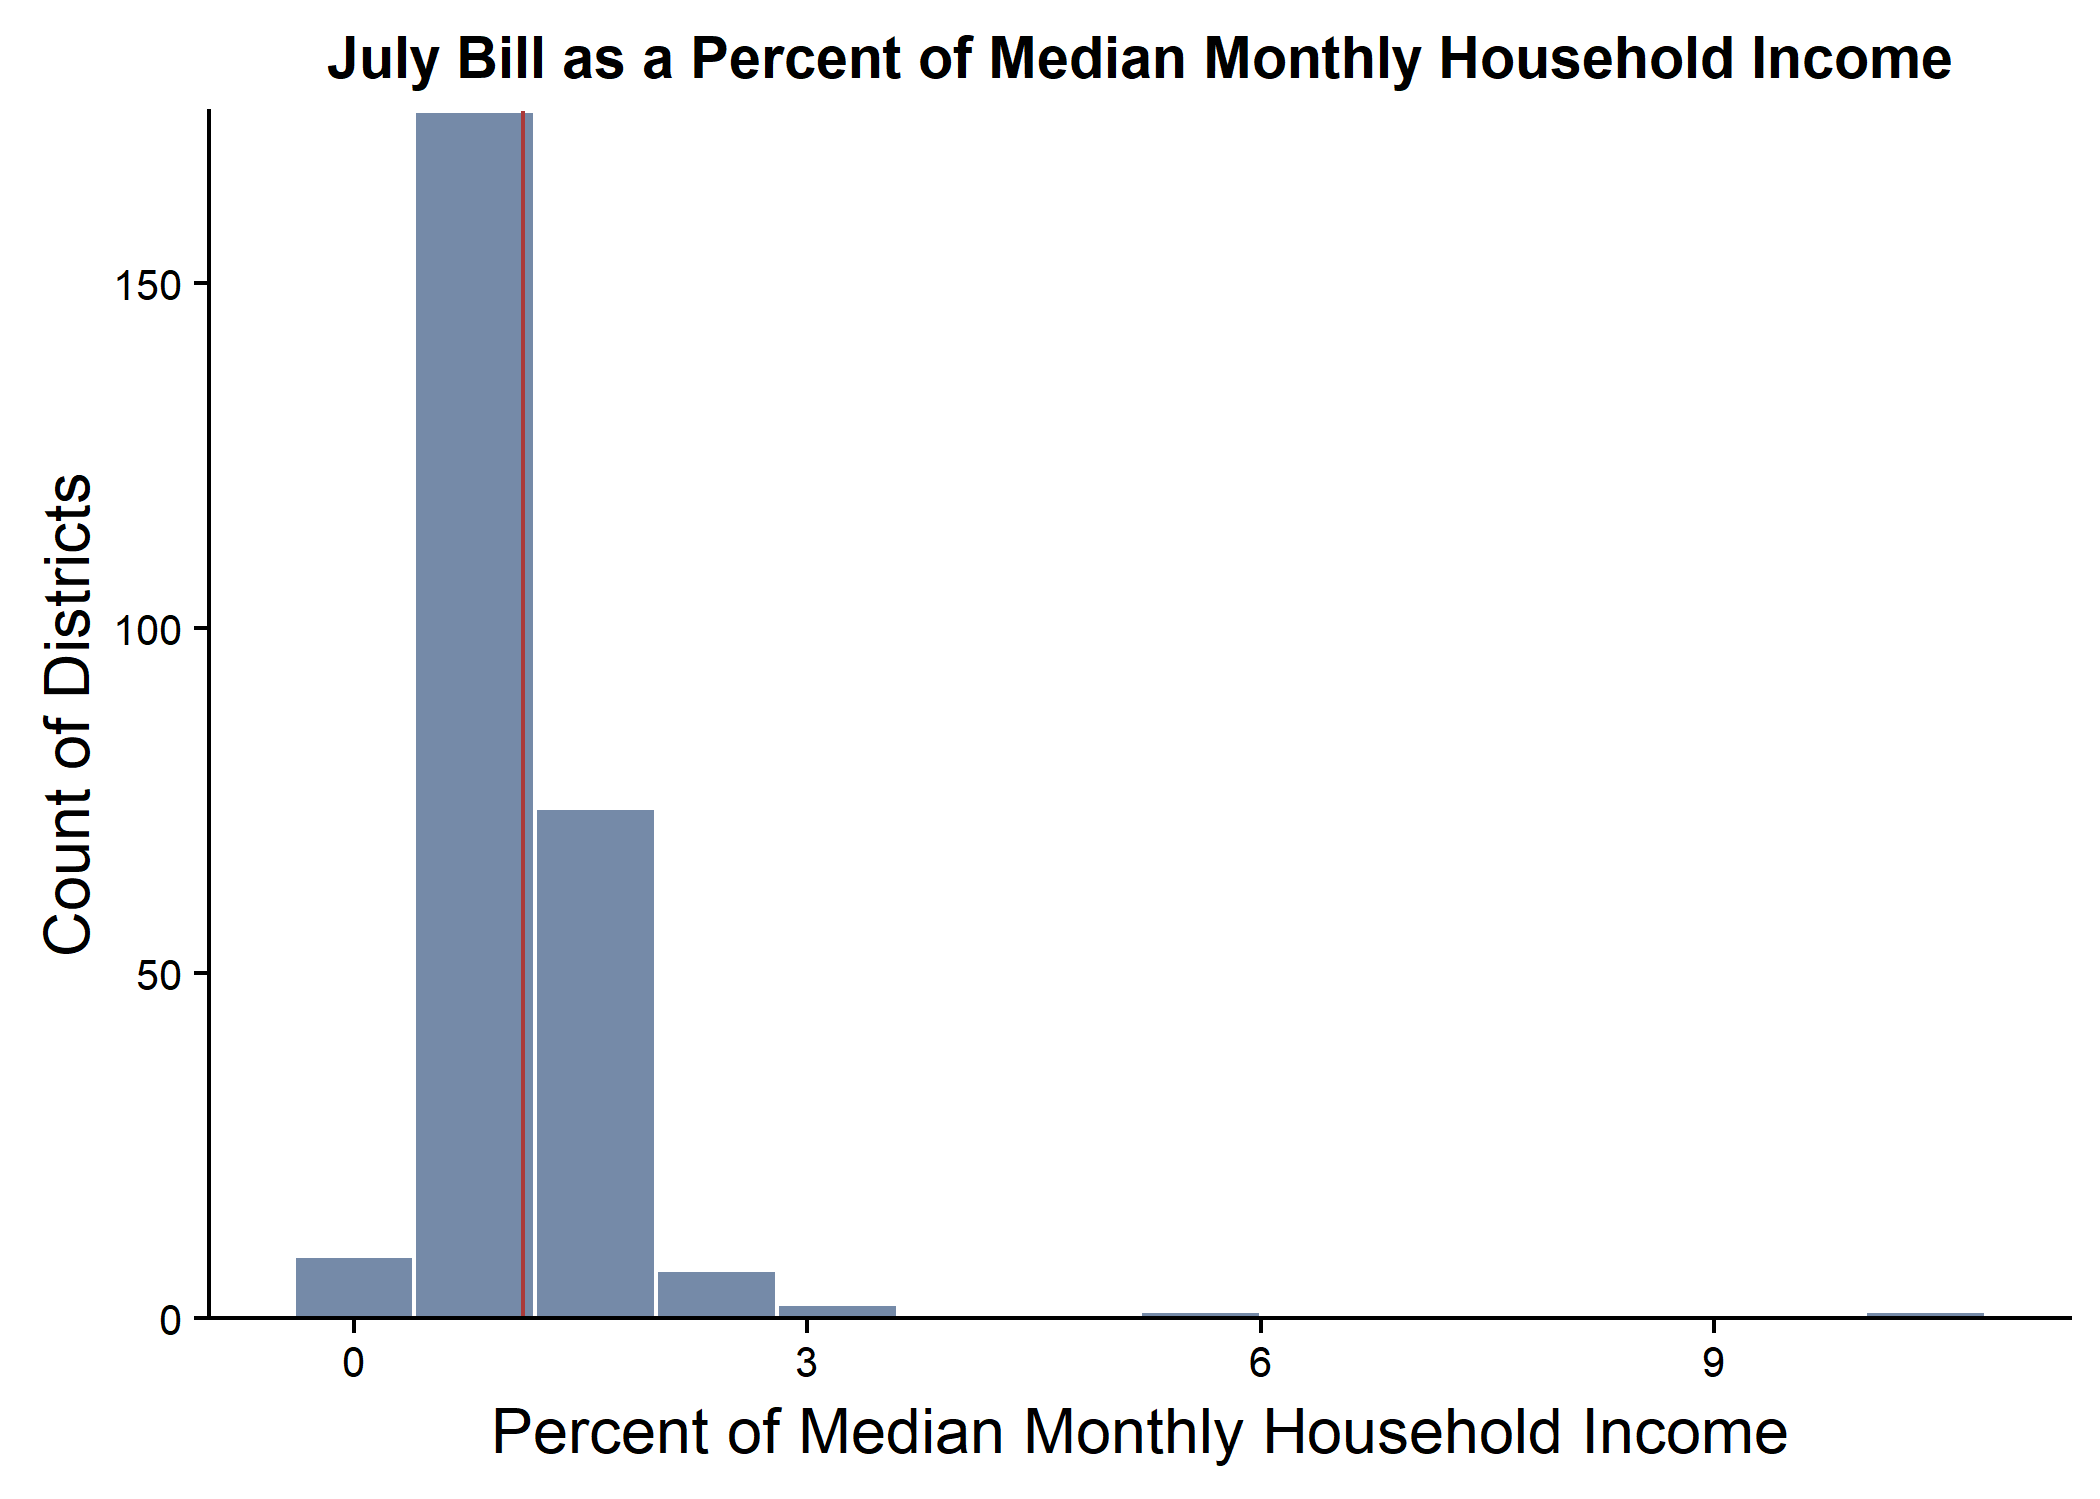 July Bill as a Percent of Median Monthly Household Income
Count of Districts
150
100
50
0
0 3 6 9
Percent of Median Monthly Household Income